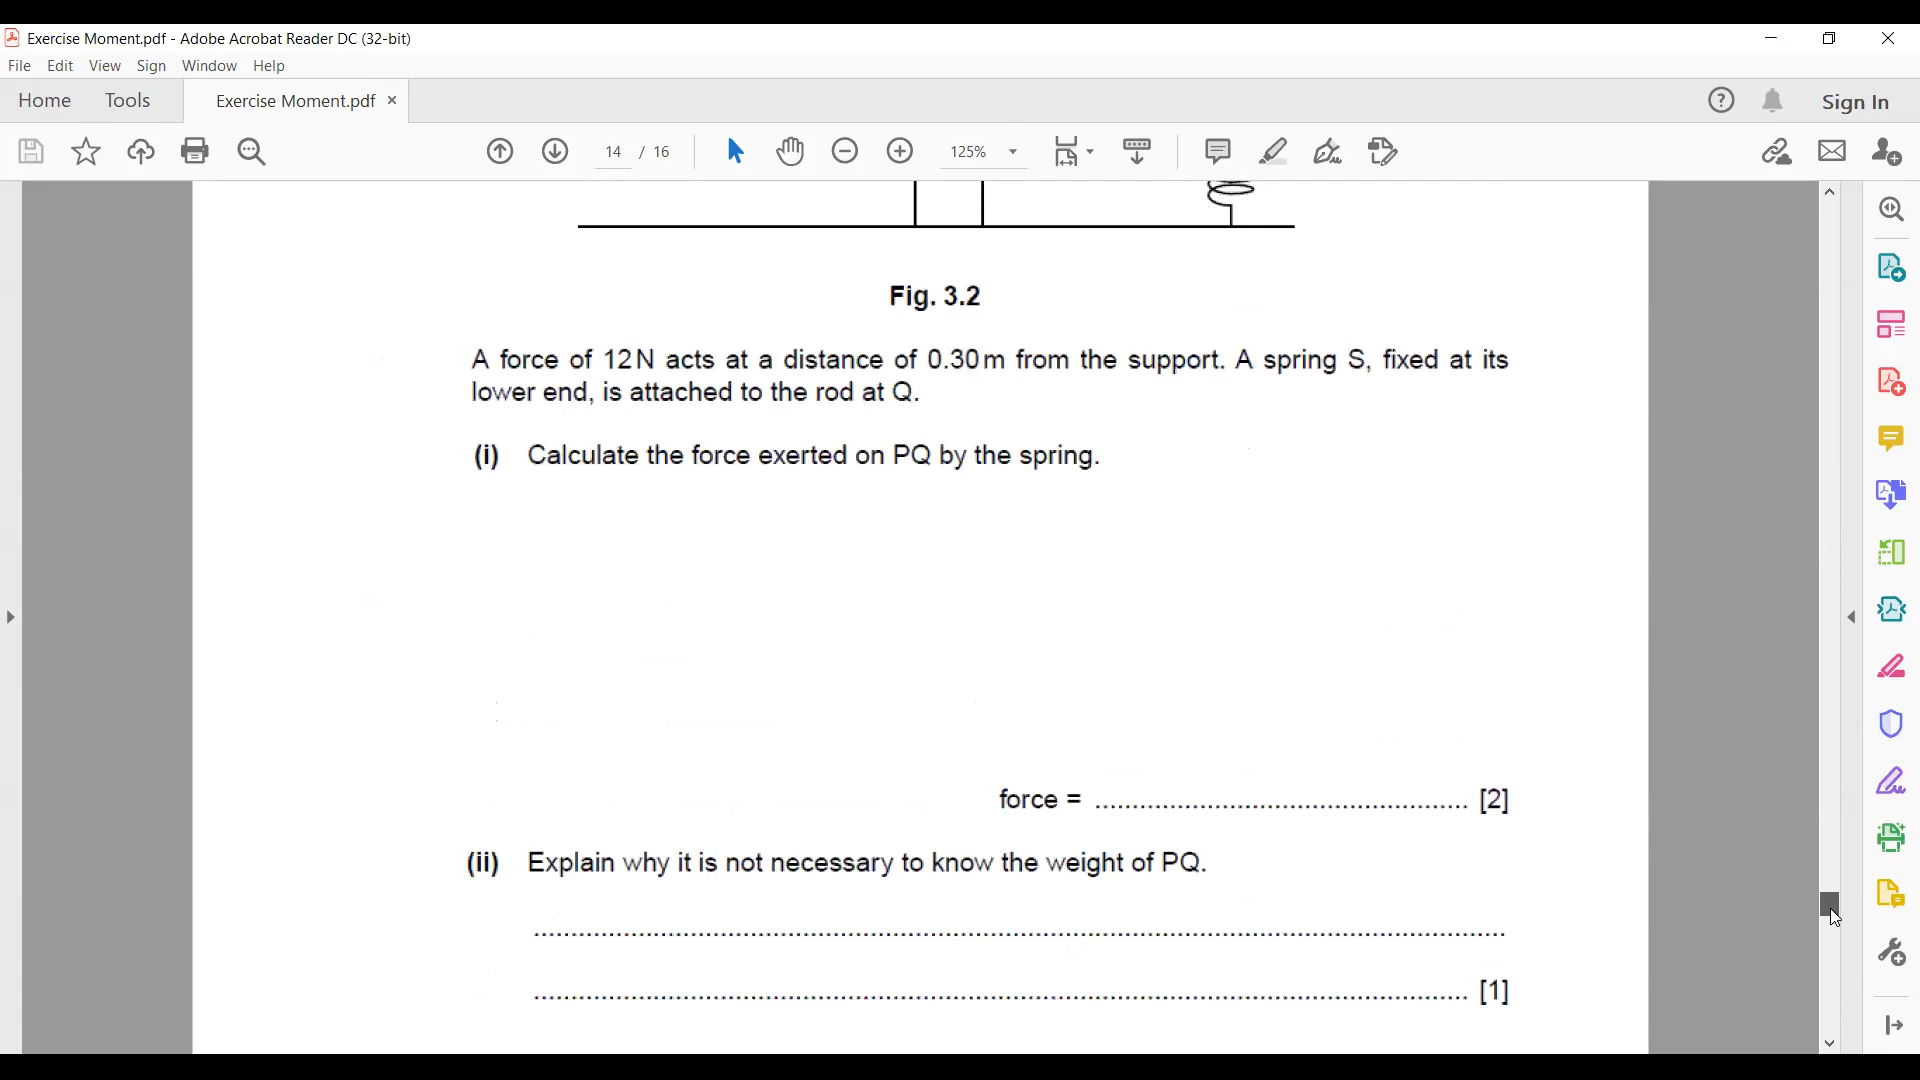 Exercise Moment.pdf - Adobe Acrobat Reader DC (32-bit)
File Edit View Sign Window Help
Home Tools Exercise Moment.pdf × Sign In
14 / 16 125%
Fig. 3.2
A force of 12 N acts at a distance of 0.30 m from the support. A spring S, fixed at its
lower end, is attached to the rod at Q.
(i) Calculate the force exerted on PQ by the spring.
force = .................................................. [2]
(ii) Explain why it is not necessary to know the weight of PQ.
..................................................................................................................................
............................................................................................................................. [1]